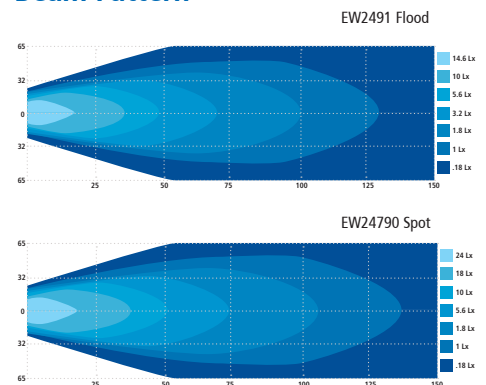 Beam Pattern
EW2491 Flood
65
32
0
32
65
25 50 75 100 125 150
14.6 Lx
10 Lx
5.6 Lx
3.2 Lx
1.8 Lx
1 Lx
.18 Lx
EW24790 Spot
65
32
0
32
65
25 50 75 100 125 150
24 Lx
18 Lx
10 Lx
5.6 Lx
1.8 Lx
1 Lx
.18 Lx